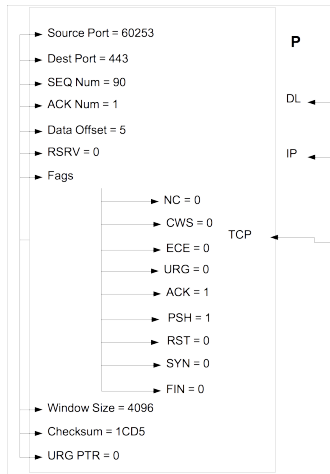 Source Port = 60253
P
Dest Port = 443
SEQ Num = 90
DL
ACK Num = 1
Data Offset = 5
RSRV = 0
IP
Fags
NC = 0
CWS = 0
TCP
ECE = 0
URG = 0
ACK = 1
PSH = 1
RST = 0
SYN = 0
FIN = 0
Window Size = 4096
Checksum = 1CD5
URG PTR = 0